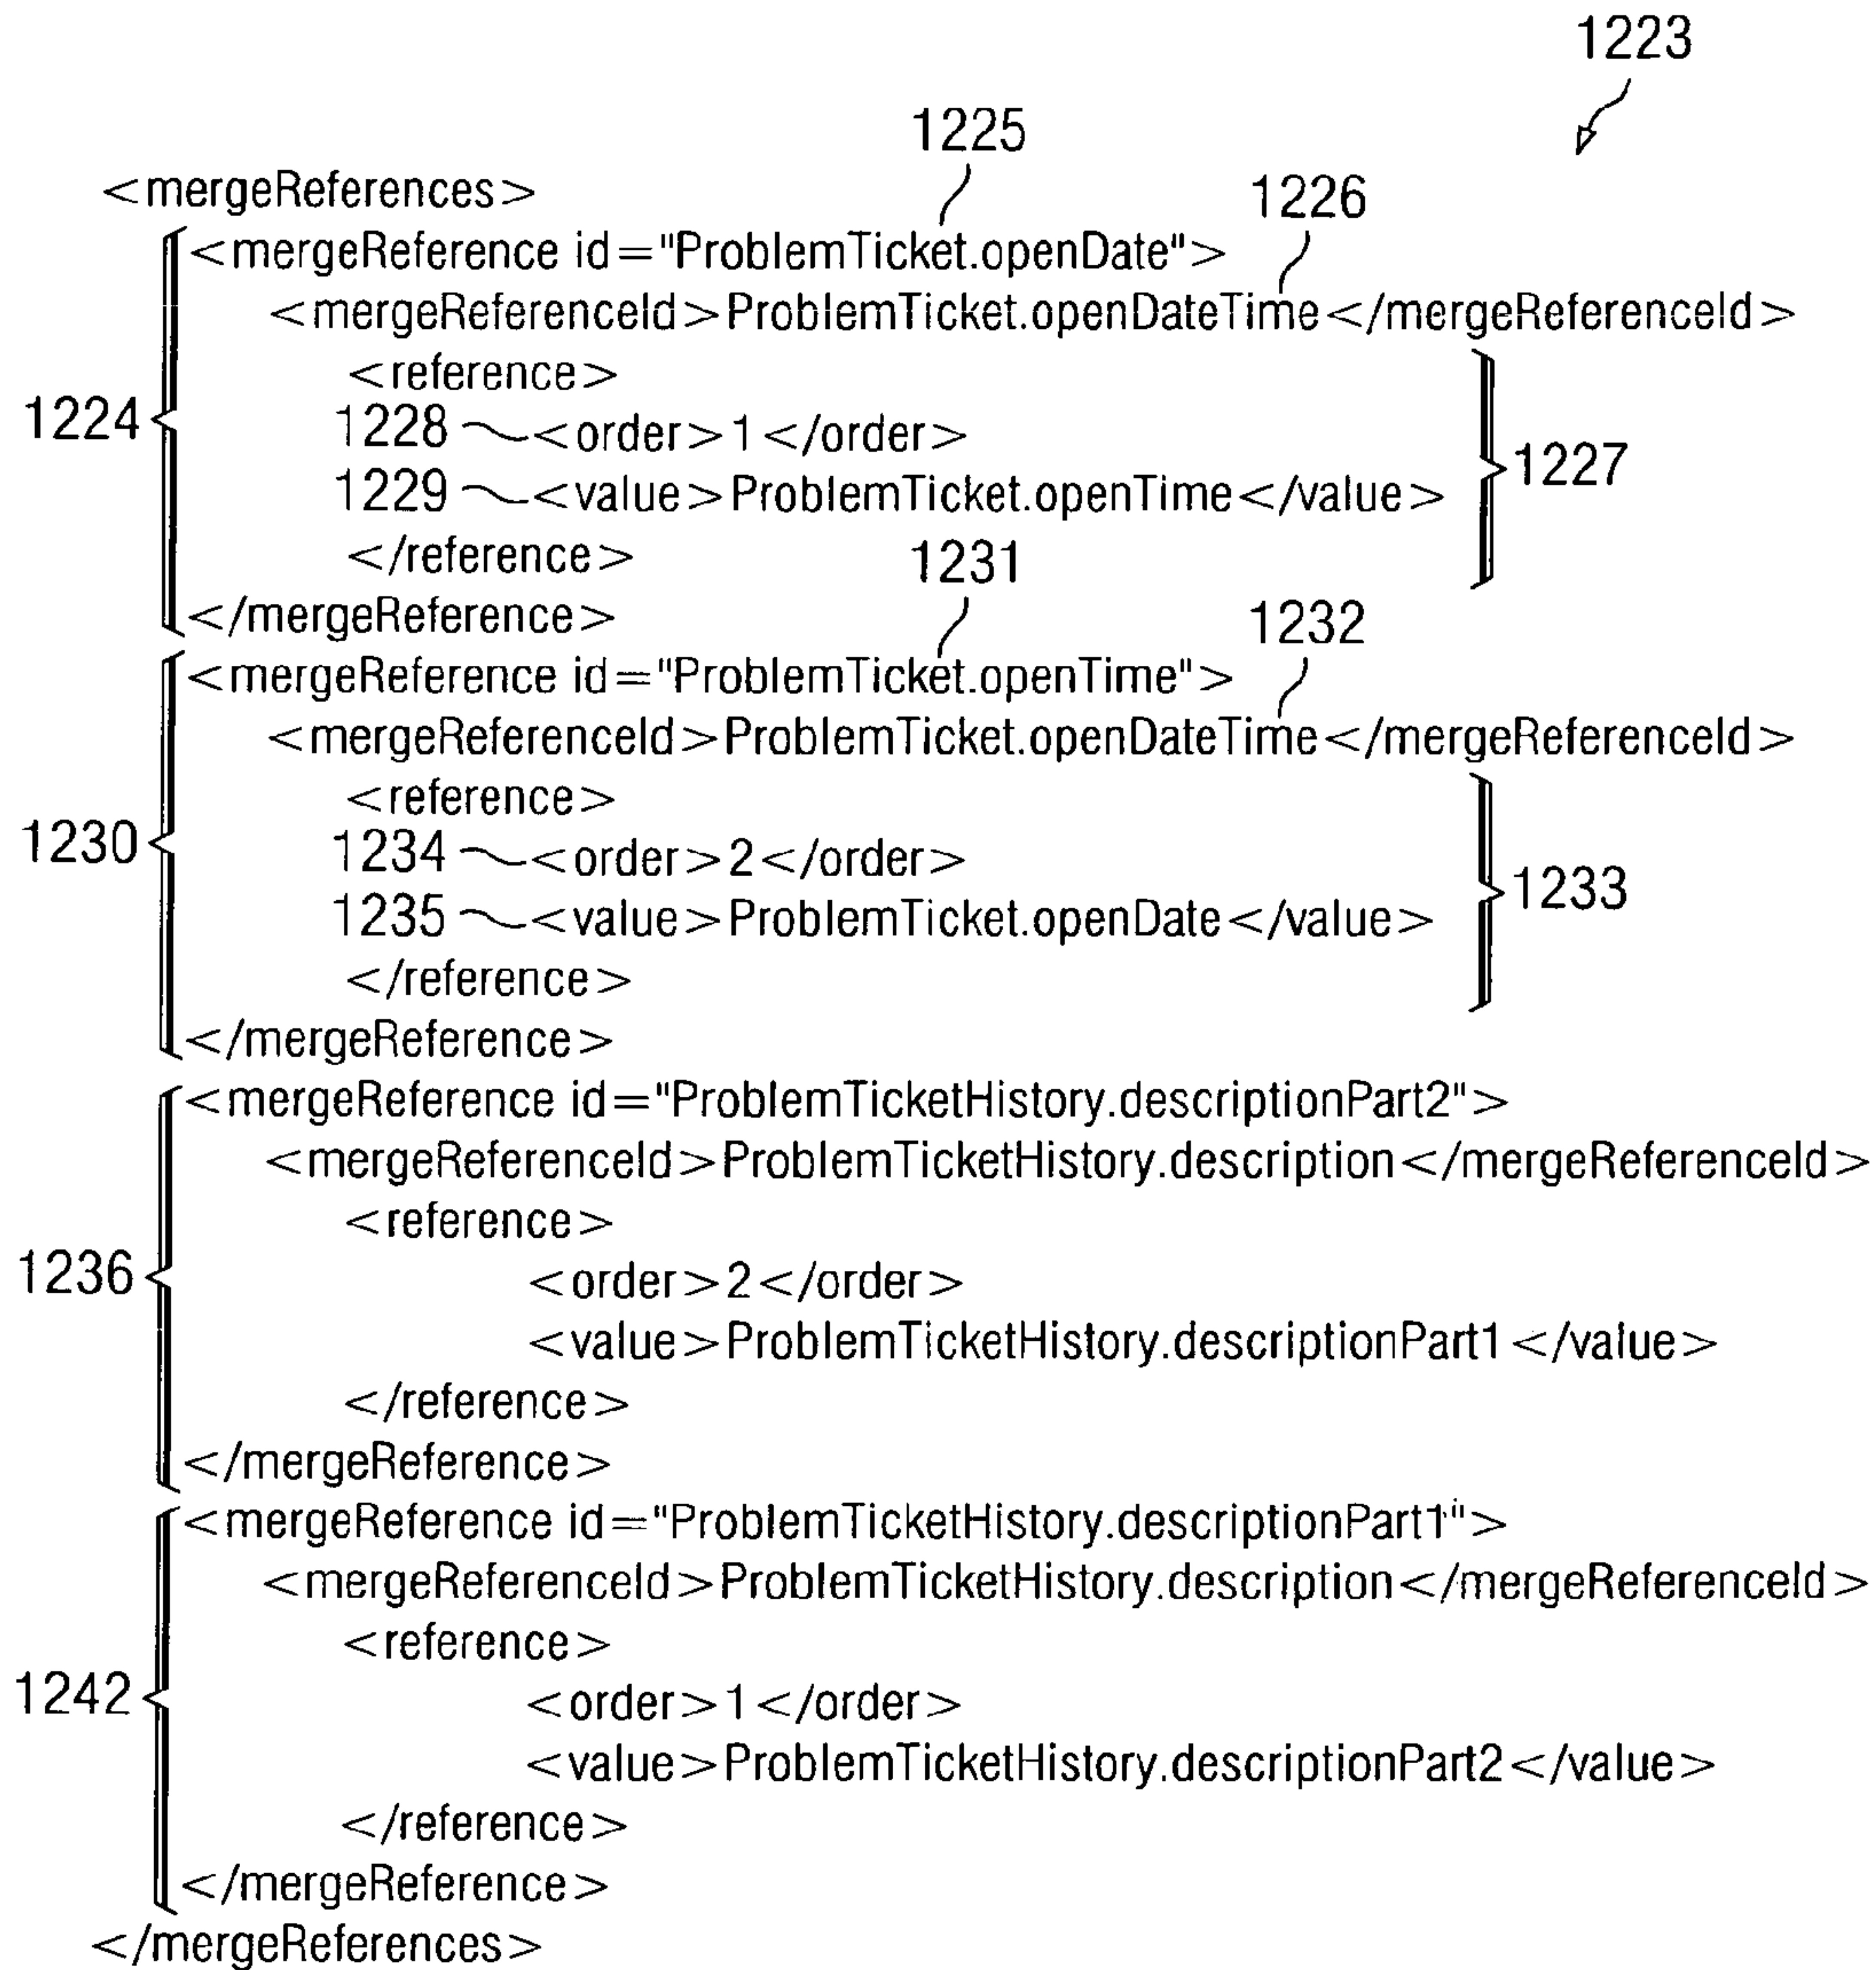 1223
1225
<mergeReferences>
1226
<mergeReference id="ProblemTicket.openDate">
<mergeReferenceId>ProblemTicket.openDateTime</mergeReferenceId>
<reference>
1224
1228 <order>1</order>
1229 <value>ProblemTicket.openTime</value>
1227
</reference>
1231
</mergeReference>
1232
<mergeReference id="ProblemTicket.openTime">
<mergeReferenceId>ProblemTicket.openDateTime</mergeReferenceId>
<reference>
1230
1234 <order>2</order>
1235 <value>ProblemTicket.openDate</value>
1233
</reference>
</mergeReference>
<mergeReference id="ProblemTicketHistory.descriptionPart2">
<mergeReferenceId>ProblemTicketHistory.description</mergeReferenceId>
<reference>
1236
<order>2</order>
<value>ProblemTicketHistory.descriptionPart1</value>
</reference>
</mergeReference>
<mergeReference id="ProblemTicketHistory.descriptionPart1">
<mergeReferenceId>ProblemTicketHistory.description</mergeReferenceId>
<reference>
1242
<order>1</order>
<value>ProblemTicketHistory.descriptionPart2</value>
</reference>
</mergeReference>
</mergeReferences>